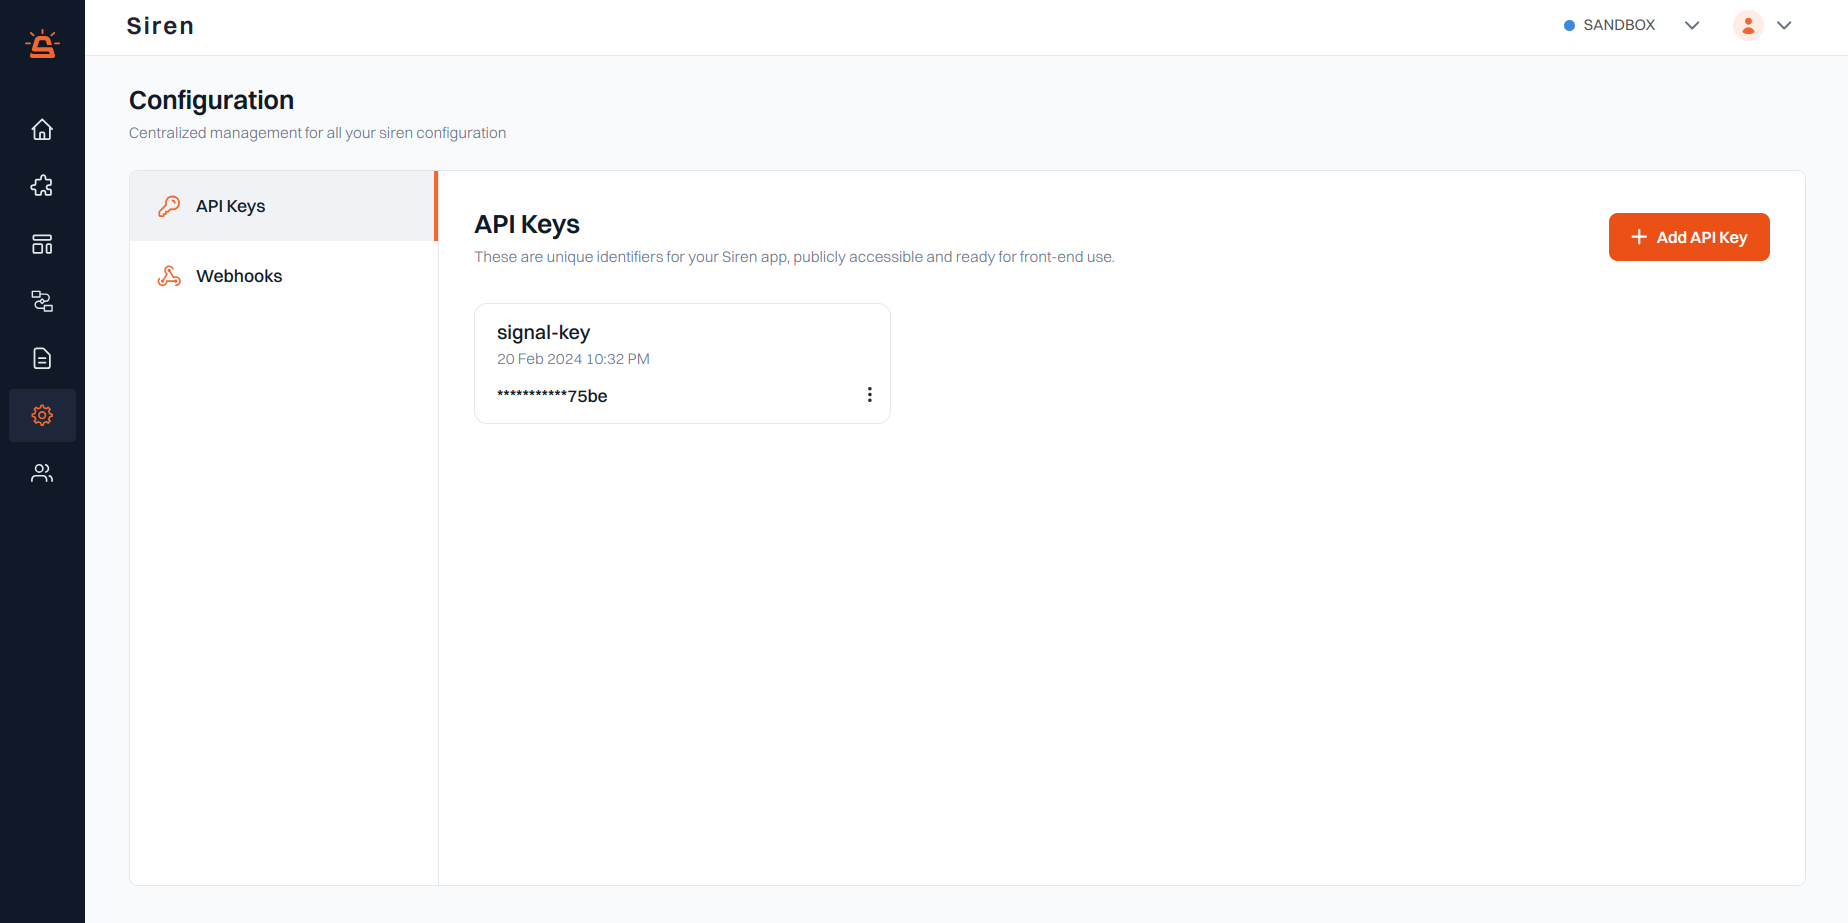 Siren
SANDBOX
Configuration
Centralized management for all your siren configuration
API Keys
Webhooks
API Keys
These are unique identifiers for your Siren app, publicly accessible and ready for front-end use.
Add API Key
signal-key
20 Feb 2024 10:32 PM
***********75be